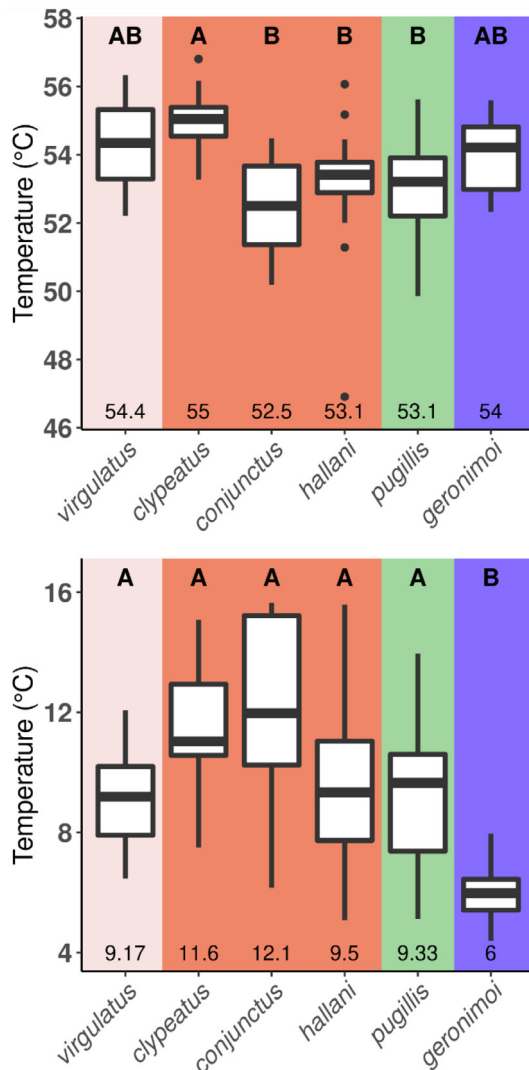 58
AB A B B B AB
56
54
52
50
48
46
Temperature (°C)
54.4 55 52.5 53.1 53.1 54
virgulatus clypeatus conjunctus hallani pugillis geronimoi
A A A A A B
16
12
8
4
Temperature (°C)
9.17 11.6 12.1 9.5 9.33 6
virgulatus clypeatus conjunctus hallani pugillis geronimoi